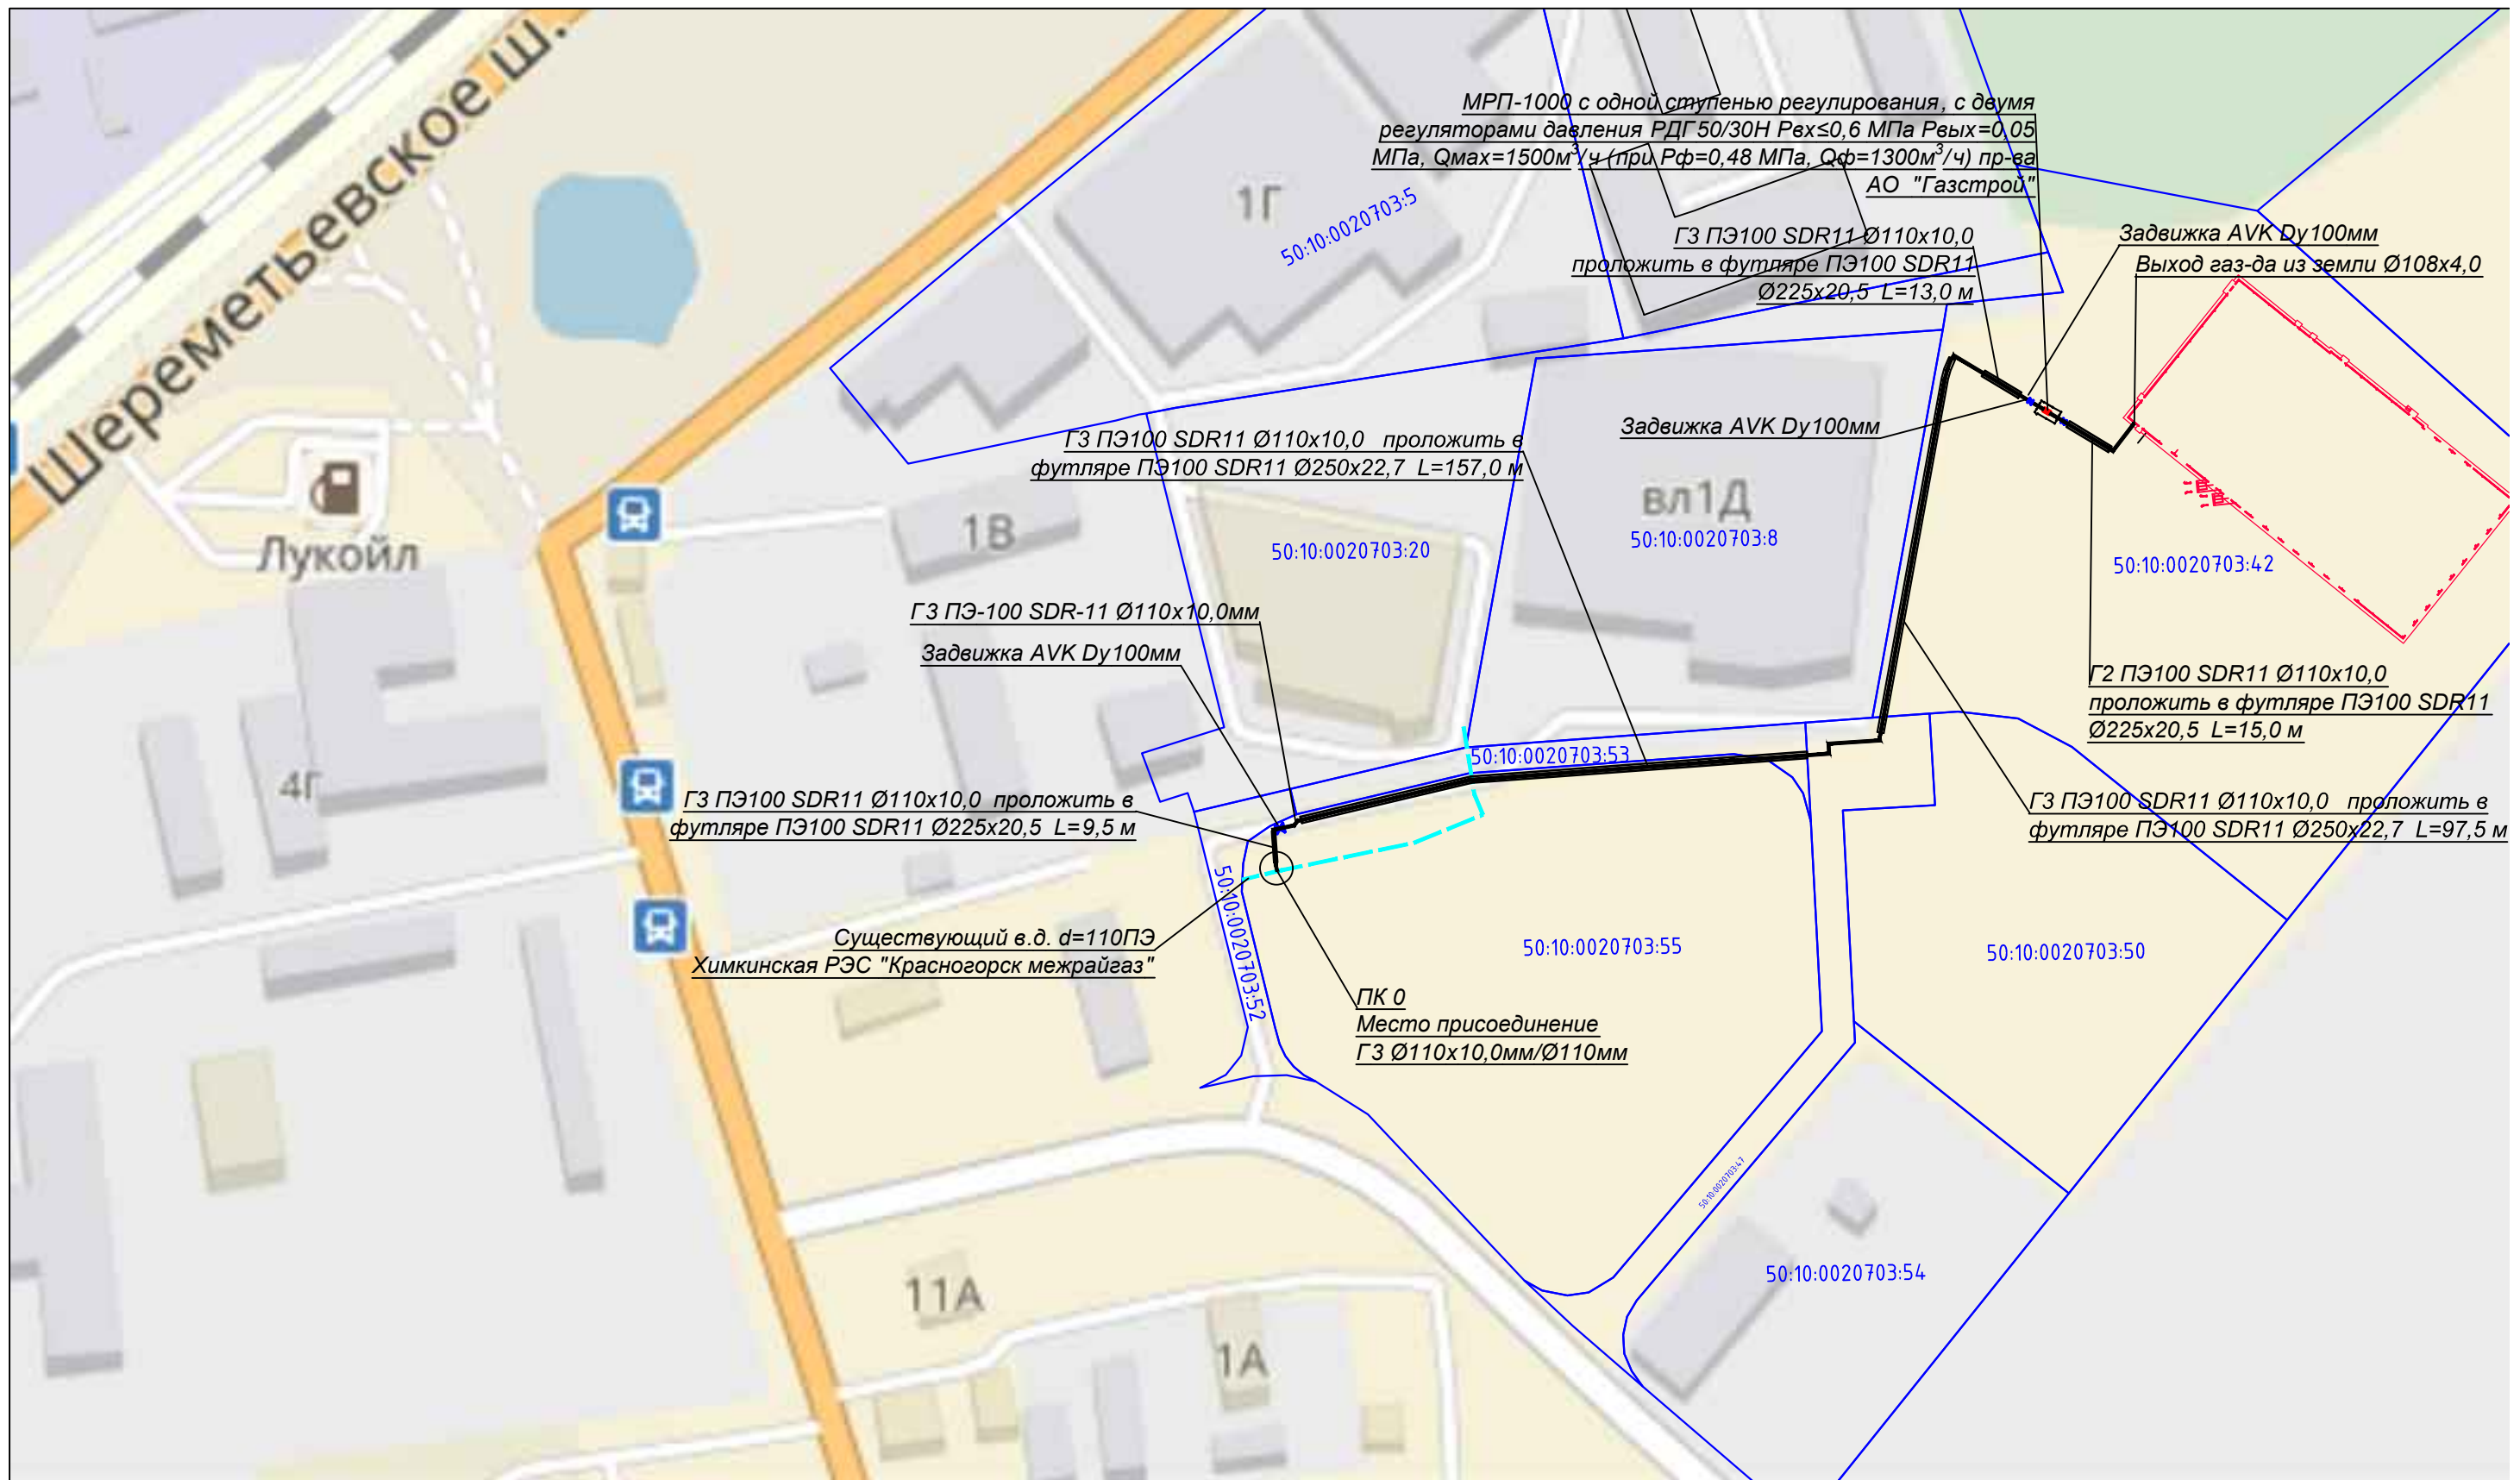 Шереметьевское ш.
МРП-1000 с одной ступенью регулирования, с двумя
регуляторами давления РДГ50/30Н Рвх≤0,6 МПа Рвых=0,05
МПа, Qмах=1500м³/ч (при Рф=0,48 МПа, Qф=1300м³/ч) пр-ва
АО "Газстрой"
1Г
50:10:0020703:5
Г3 ПЭ100 SDR11 Ø110х10,0
проложить в футляре ПЭ100 SDR11
Ø225х20,5 L=13,0 м
Задвижка AVK Dу100мм
Выход газ-да из земли Ø108х4,0
Задвижка AVK Dу100мм
Г3 ПЭ100 SDR11 Ø110х10,0 проложить в
футляре ПЭ100 SDR11 Ø250х22,7 L=157,0 м
Лукойл
1В
50:10:0020703:20
вл1Д
50:10:0020703:8
50:10:0020703:42
Г3 ПЭ-100 SDR-11 Ø110х10,0мм
Задвижка AVK Dу100мм
Г2 ПЭ100 SDR11 Ø110х10,0
проложить в футляре ПЭ100 SDR11
Ø225х20,5 L=15,0 м
50:10:0020703:53
4Г
Г3 ПЭ100 SDR11 Ø110х10,0 проложить в
футляре ПЭ100 SDR11 Ø225х20,5 L=9,5 м
Г3 ПЭ100 SDR11 Ø110х10,0 проложить в
футляре ПЭ100 SDR11 Ø250х22,7 L=97,5 м
50:10:0020703:52
Существующий в.д. d=110ПЭ
Химкинская РЭС "Красногорск межрайгаз"
50:10:0020703:55
50:10:0020703:50
ПК 0
Место присоединение
Г3 Ø110х10,0мм/Ø110мм
50:10:0020703:47
50:10:0020703:54
11А
1А